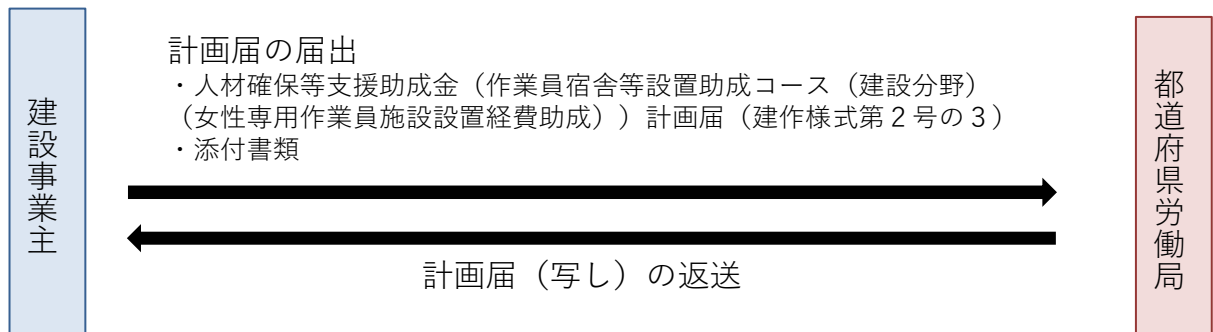 建設事業主
計画届の届出
・人材確保等支援助成金（作業員宿舎等設置助成コース（建設分野）
（女性専用作業員施設設置経費助成））計画届（建作様式第２号の３）
・添付書類
計画届（写し）の返送
都道府県労働局